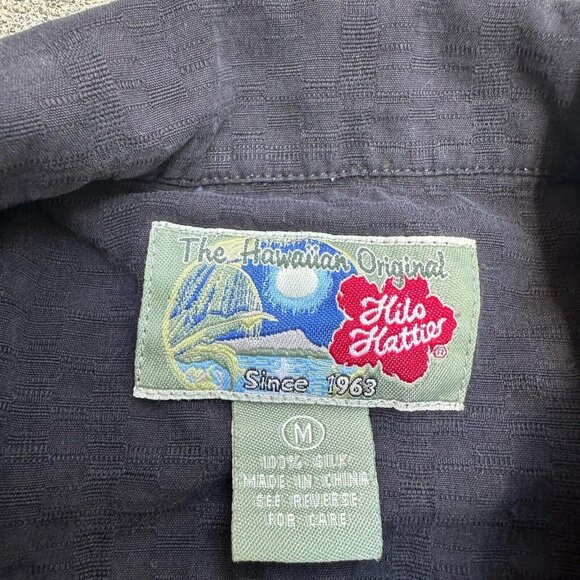 The Hawaiian Original
Hilo
Hattie®
Since 1963
M
100% SILK
MADE IN CHINA
SEE REVERSE
FOR CARE